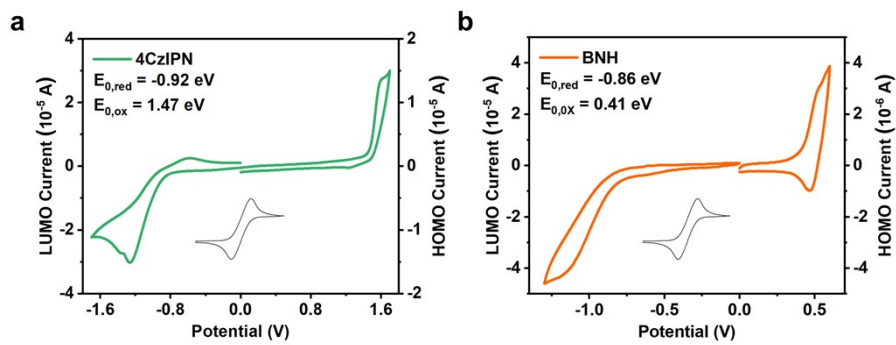 a
4CzIPN
E0,red = -0.92 eV
E0,ox = 1.47 eV
LUMO Current (10-5 A)
HOMO Current (10-5 A)
4
2
0
-2
-4
2
1
0
-1
-2
-1.6
-0.8
0.0
0.8
1.6
Potential (V)
b
BNH
E0,red = -0.86 eV
E0,0X = 0.41 eV
LUMO Current (10-5 A)
HOMO Current (10-6 A)
4
2
0
-2
-4
4
2
0
-2
-4
-1.0
-0.5
0.0
0.5
Potential (V)